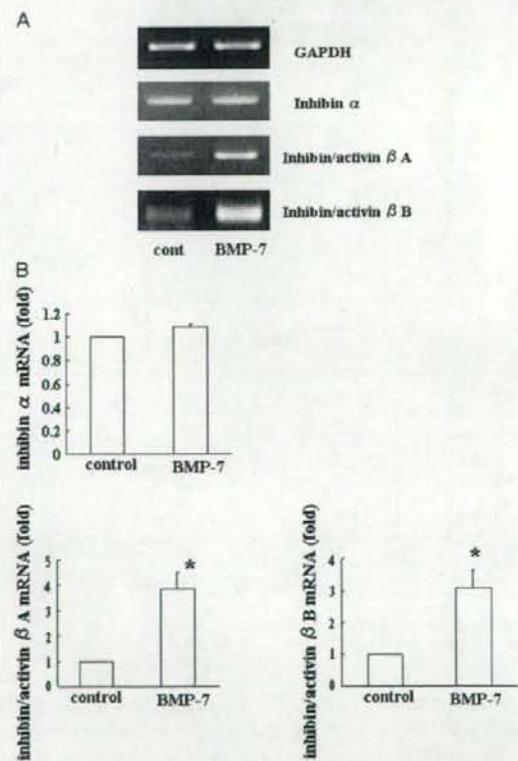 A
GAPDH
Inhibin α
Inhibin/activin β A
Inhibin/activin β B
cont BMP-7
B
inhibin α mRNA (fold)
1.2
1
0.8
0.6
0.4
0.2
0
control BMP-7
inhibin/activin β A mRNA (fold)
5
4
3
2
1
0
*
control BMP-7
inhibin/activin β B mRNA (fold)
4
3
2
1
0
*
control BMP-7